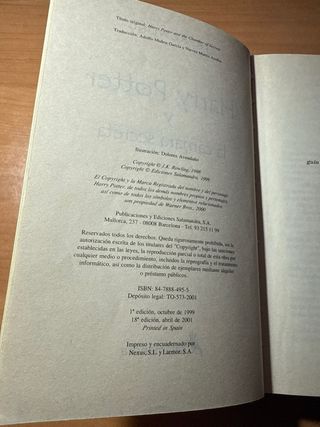 Título original: Harry Potter and the Chamber of Secrets
Traducción: Adolfo Muñoz García y Nieves Martín Azofra
Ilustración: Dolores Avendaño
Copyright © J.K. Rowling, 1998
Copyright © Ediciones Salamandra, 1999
El Copyright y la Marca Registrada del nombre y del personaje
Harry Potter, de todos los demás nombres propios y personajes,
así como de todos los símbolos y elementos relacionados,
son propiedad de Warner Bros., 2000
Publicaciones y Ediciones Salamandra, S.A.
Mallorca, 237 - 08008 Barcelona - Tel. 93 215 11 99
Reservados todos los derechos. Queda rigurosamente prohibida, sin la
autorización escrita de los titulares del "Copyright", bajo las sanciones
establecidas en las leyes, la reproducción parcial o total de esta obra por
cualquier medio o procedimiento, incluidos la reprografía y el tratamiento
informático, así como la distribución de ejemplares mediante alquiler
o préstamo públicos.
ISBN: 84-7888-495-5
Depósito legal: TO-573-2001
1ª edición, octubre de 1999
18ª edición, abril de 2001
Printed in Spain
Impreso y encuadernado por:
Nexus, S.L. y Larmor, S.A.